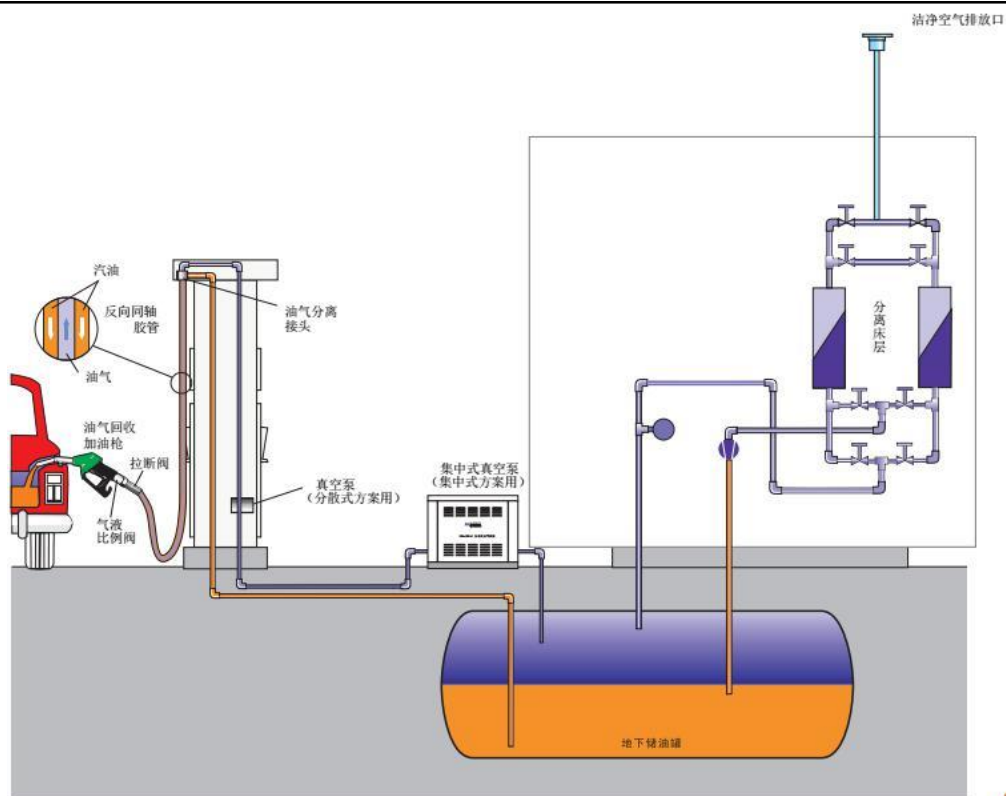 洁净空气排放口
汽油
反向同轴
胶管
油气
油气分离
接头
分离床层
油气回收
加油枪
拉断阀
气液
比例阀
真空泵
（分散式方案用）
集中式真空泵
（集中式方案用）
地下储油罐